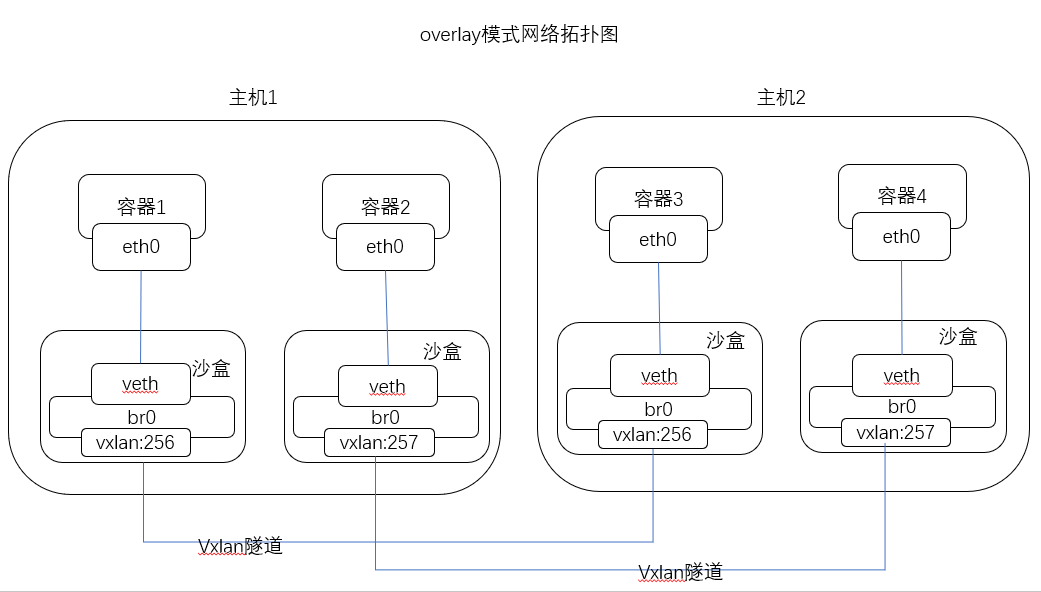 overlay模式网络拓扑图
主机1
主机2
容器1
eth0
容器2
eth0
容器3
eth0
容器4
eth0
沙盒
veth
br0
vxlan:256
沙盒
veth
br0
vxlan:257
沙盒
veth
br0
vxlan:256
沙盒
veth
br0
vxlan:257
Vxlan隧道
Vxlan隧道